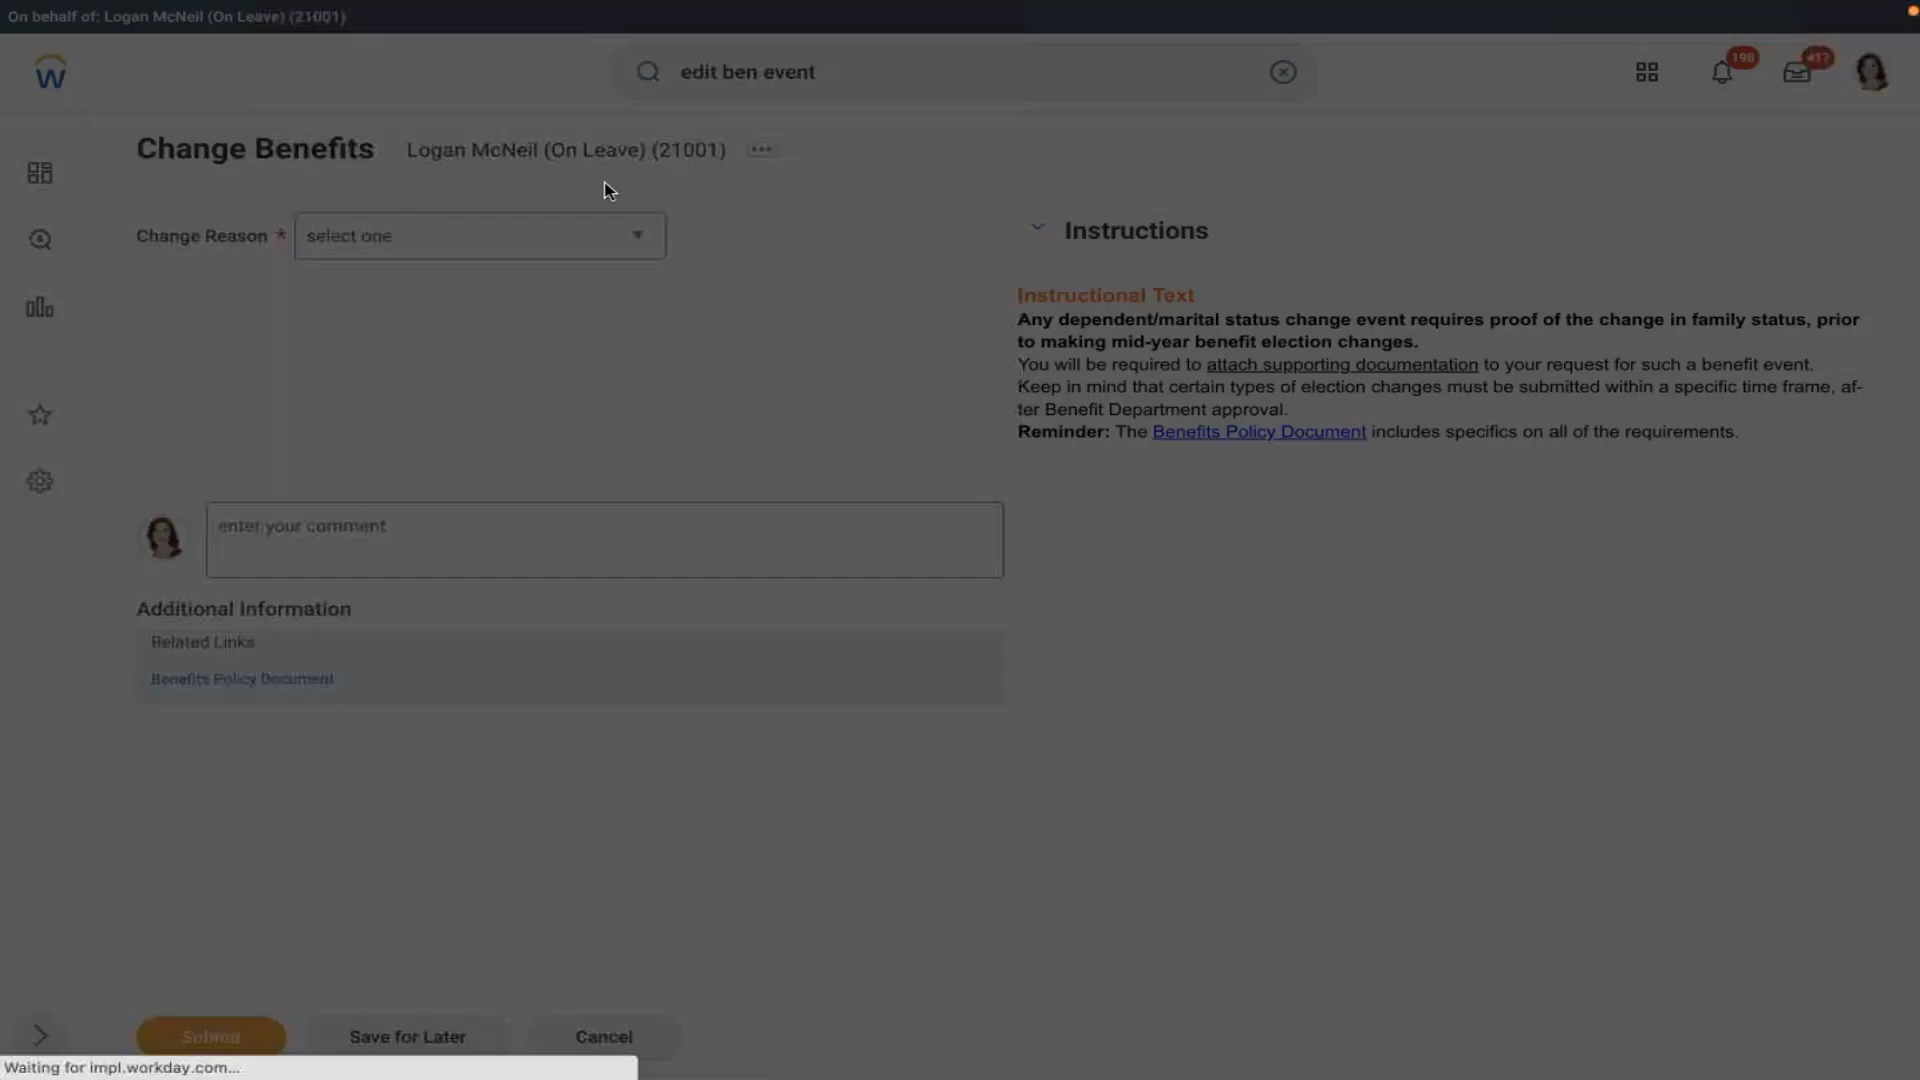 On behalf of: Logan McNeil (On Leave) (21001)
W
edit ben event
198
417
Change Benefits
Logan McNeil (On Leave) (21001)
Change Reason *
select one
Instructions
Instructional Text
Any dependent/marital status change event requires proof of the change in family status, prior
to making mid-year benefit election changes.
You will be required to attach supporting documentation to your request for such a benefit event.
Keep in mind that certain types of election changes must be submitted within a specific time frame, af-
ter Benefit Department approval.
Reminder: The Benefits Policy Document includes specifics on all of the requirements.
enter your comment
Additional Information
Related Links
Benefits Policy Document
Submit
Save for Later
Cancel
Waiting for impl.workday.com...